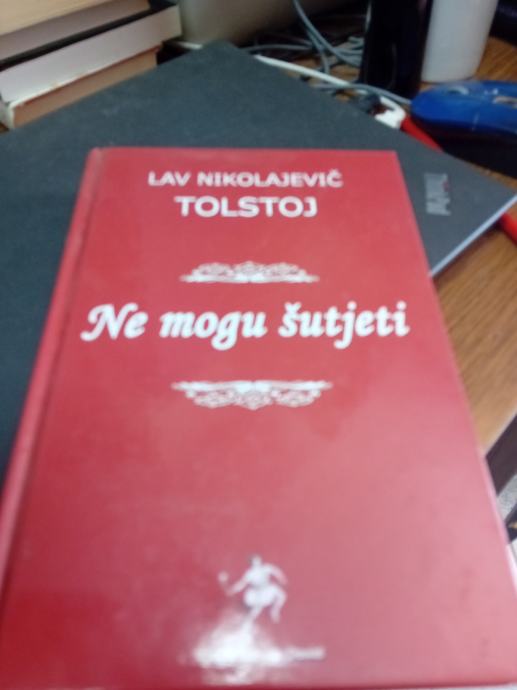 LAV NIKOLAJEVIČ
TOLSTOJ
Ne mogu šutjeti